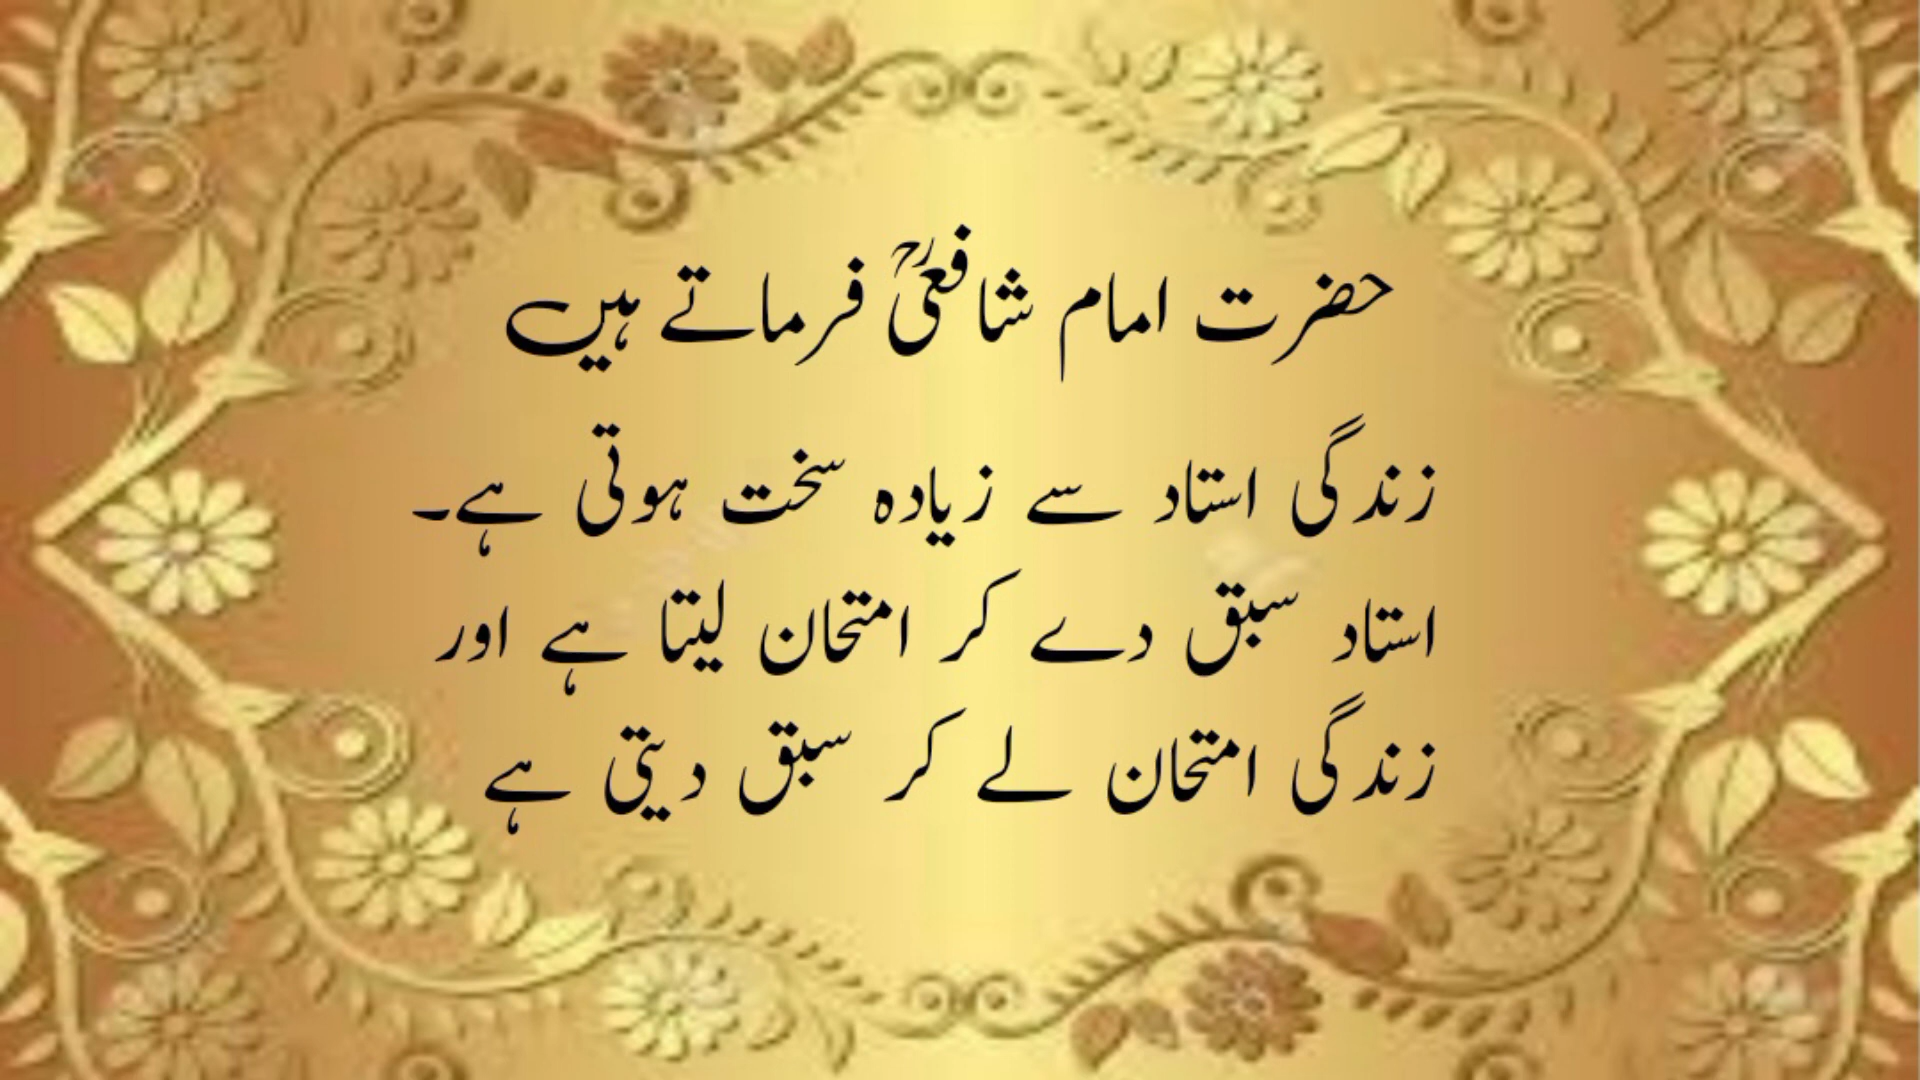 حضرت امام شافعیؒ فرماتے ہیں
زندگی استاد سے زیادہ سخت ہوتی ہے۔
استاد سبق دے کر امتحان لیتا ہے اور
زندگی امتحان لے کر سبق دیتی ہے